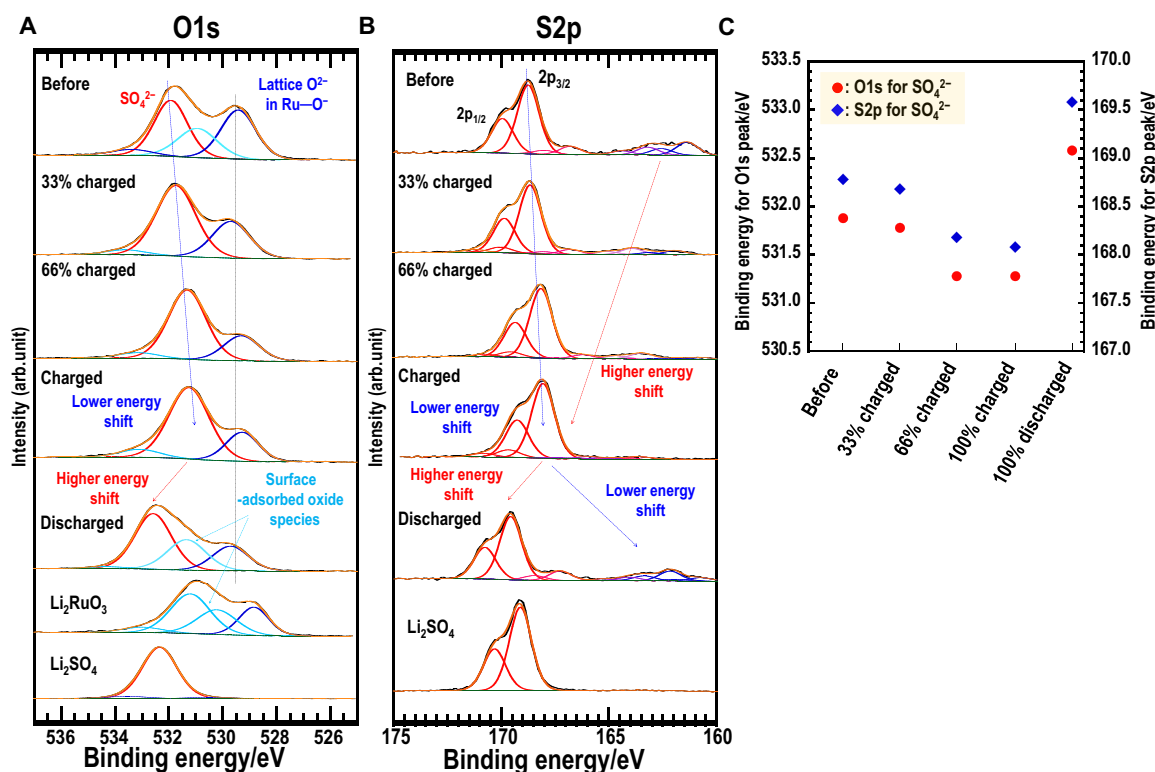 A
O1s
Before
SO₄²⁻
Lattice O²⁻
in Ru—O⁻
33% charged
66% charged
Charged
Lower energy
shift
Higher energy
shift
Surface
-adsorbed oxide
species
Discharged
Li₂RuO₃
Li₂SO₄
Intensity (arb.unit)
536 534 532 530 528 526
Binding energy/eV
B
S2p
Before
2p₃/₂
2p₁/₂
33% charged
66% charged
Higher energy
shift
Charged
Lower energy
shift
Higher energy
shift
Lower energy
shift
Discharged
Li₂SO₄
Intensity (arb.unit)
175 170 165 160
Binding energy/eV
C
533.5
533.0
532.5
532.0
531.5
531.0
530.5
Binding energy for O1s peak/eV
: O1s for SO₄²⁻
: S2p for SO₄²⁻
170.0
169.5
169.0
168.5
168.0
167.5
167.0
Binding energy for S2p peak/eV
Before
33% charged
66% charged
100% charged
100% discharged